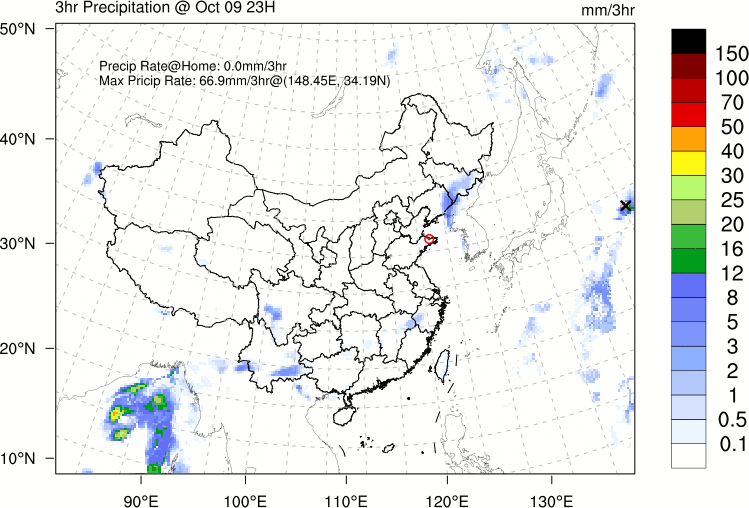 3hr Precipitation @ Oct 09 23H
mm/3hr
Precip Rate@Home: 0.0mm/3hr
Max Pricip Rate: 66.9mm/3hr@(148.45E, 34.19N)
50°N
40°N
30°N
20°N
10°N
90°E
100°E
110°E
120°E
130°E
150
100
70
50
40
30
25
20
16
12
8
5
3
2
1
0.5
0.1